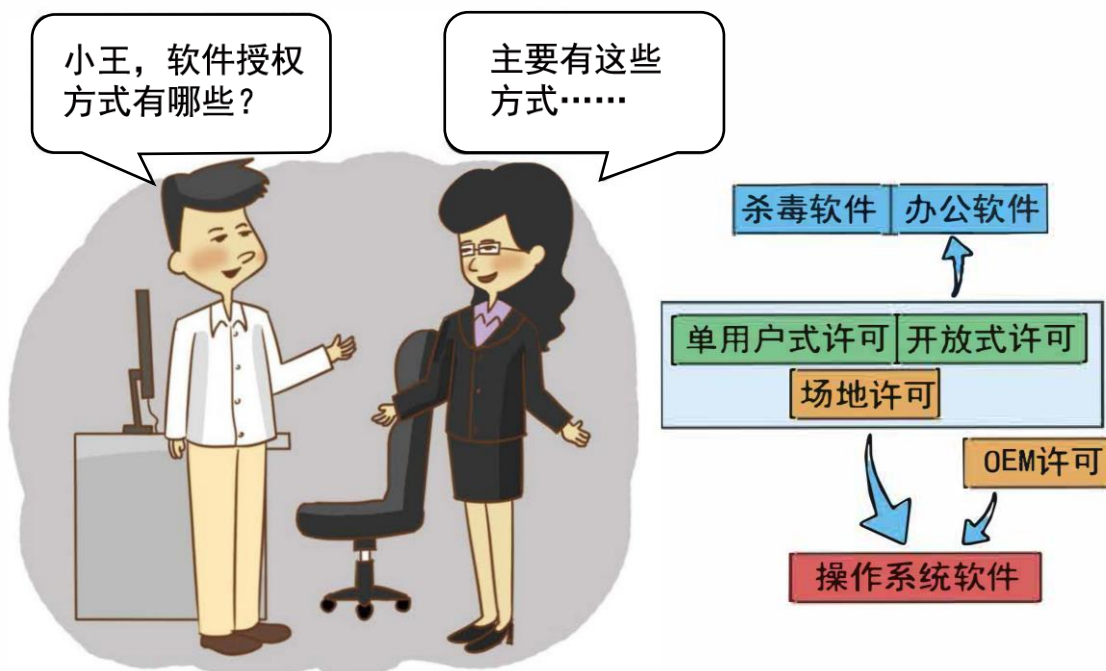 小王，软件授权
方式有哪些？
主要有这些
方式……
杀毒软件 办公软件
单用户式许可 开放式许可
场地许可
OEM许可
操作系统软件